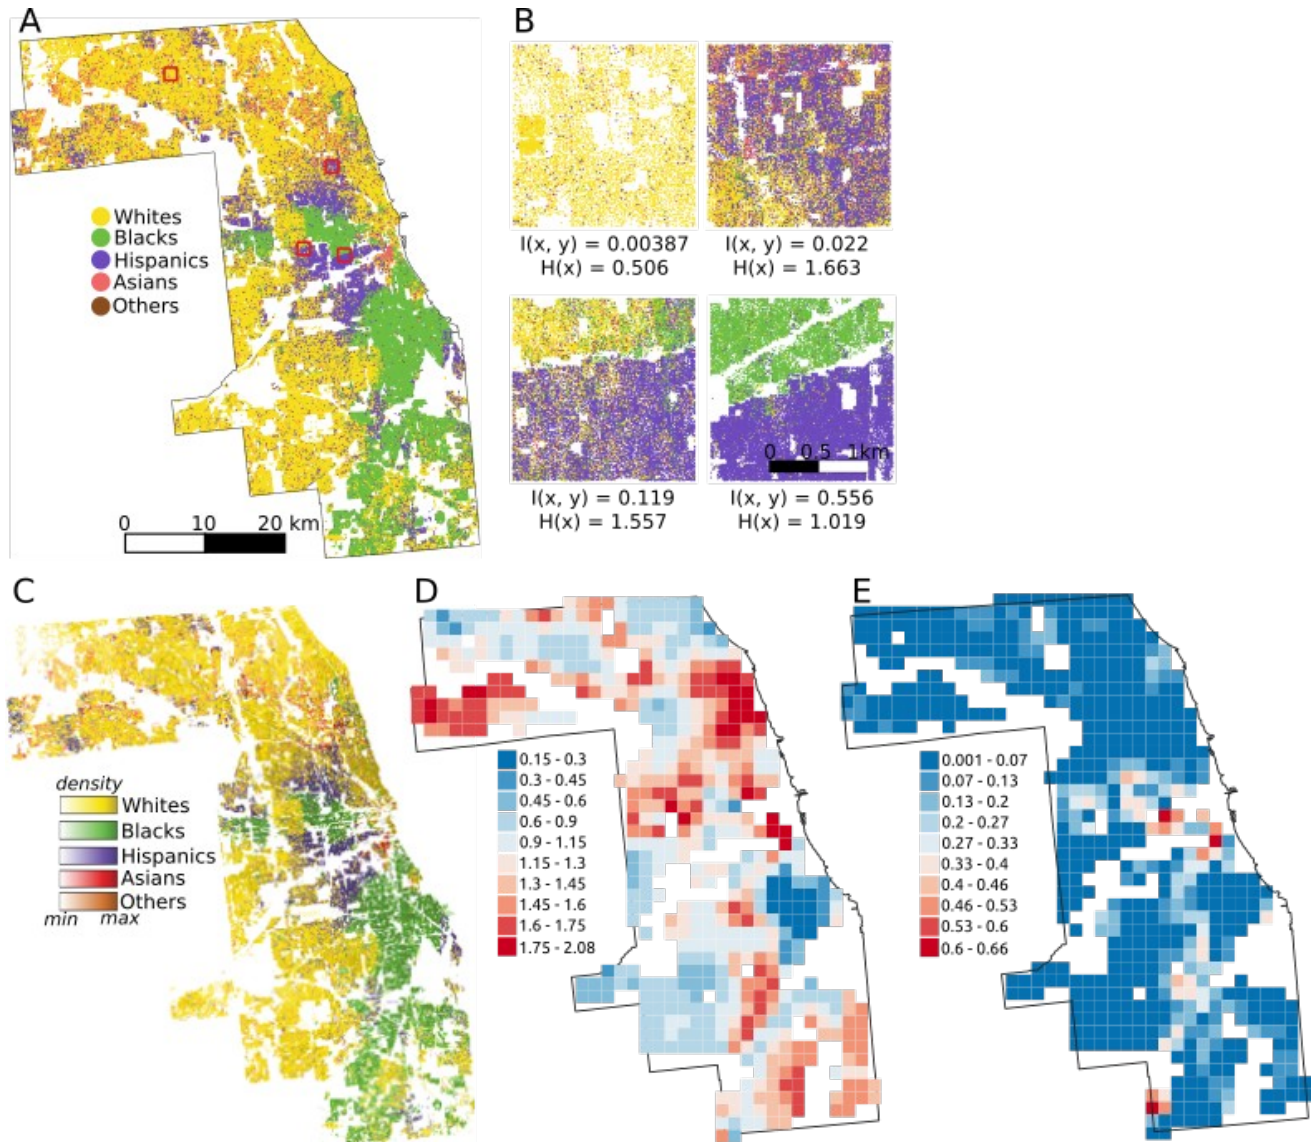 A
Whites
Blacks
Hispanics
Asians
Others
0 10 20 km
B
I(x, y) = 0.00387
H(x) = 0.506
I(x, y) = 0.022
H(x) = 1.663
0 0.5 1km
I(x, y) = 0.119
H(x) = 1.557
I(x, y) = 0.556
H(x) = 1.019
C
density
Whites
Blacks
Hispanics
Asians
Others
min max
D
0.15 - 0.3
0.3 - 0.45
0.45 - 0.6
0.6 - 0.9
0.9 - 1.15
1.15 - 1.3
1.3 - 1.45
1.45 - 1.6
1.6 - 1.75
1.75 - 2.08
E
0.001 - 0.07
0.07 - 0.13
0.13 - 0.2
0.2 - 0.27
0.27 - 0.33
0.33 - 0.4
0.4 - 0.46
0.46 - 0.53
0.53 - 0.6
0.6 - 0.66